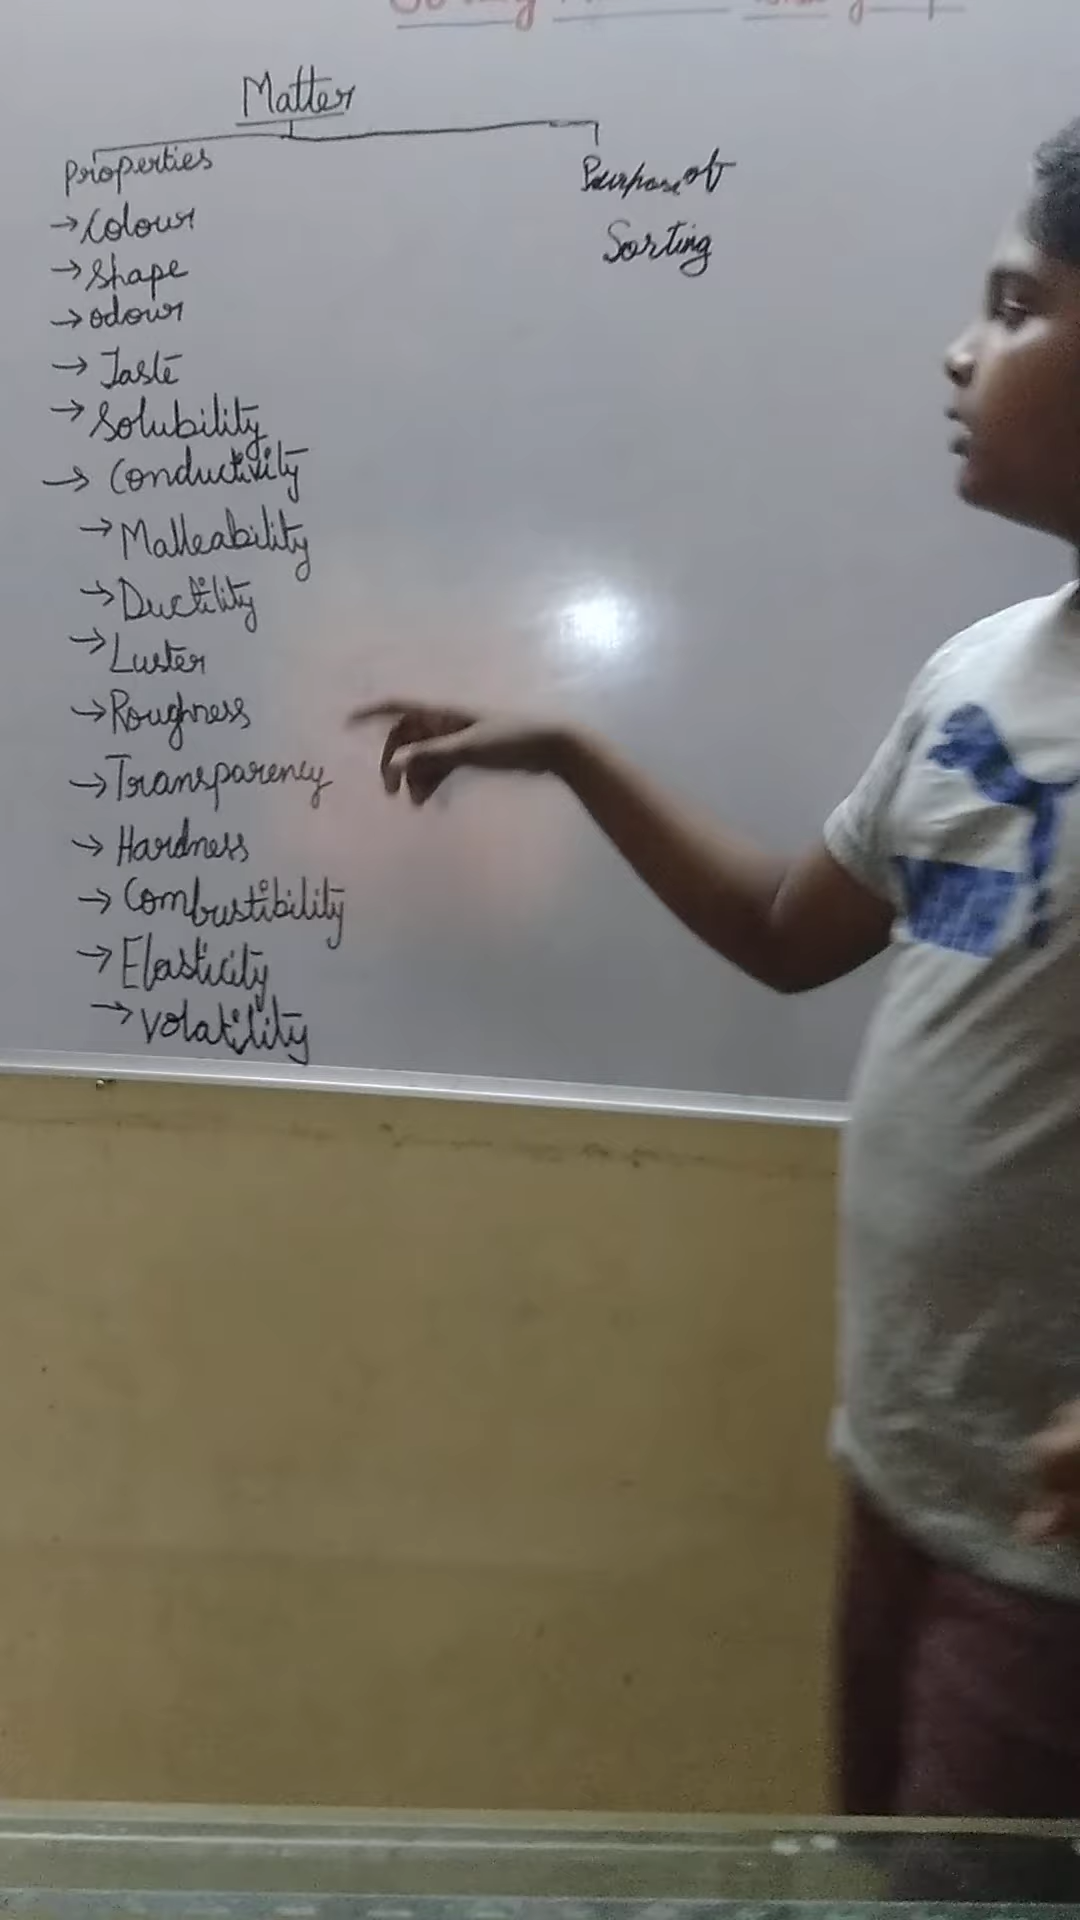 Matter
Properties
→ Colour
→ Shape
→ odour
→ Taste
→ Solubility
→ Conductivity
→ Malleability
→ Ductility
→ Luster
→ Roughness
→ Transparency
→ Hardness
→ Combustibility
→ Elasticity
→ Volatility
Purpose of
Sorting